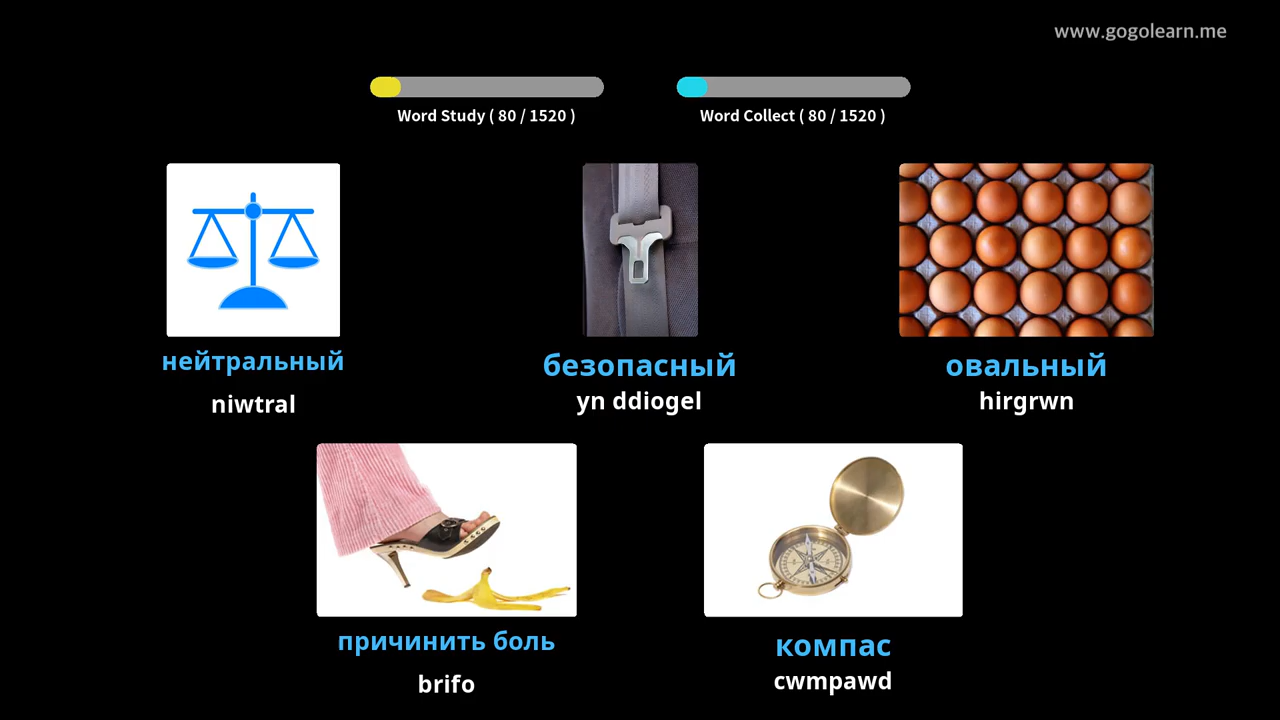 www.gogolearn.me
Word Study ( 80 / 1520 )
Word Collect ( 80 / 1520 )
нейтральный
niwtral
безопасный
yn ddiogel
овальный
hirgrwn
причинить боль
brifo
компас
cwmpawd